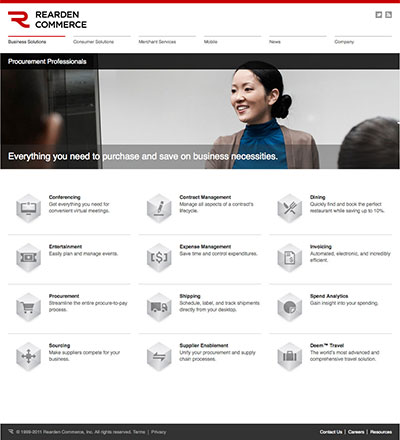 REARDEN
COMMERCE
Business Solutions
Consumer Solutions
Merchant Services
Mobile
News
Company
Procurement Professionals
Everything you need to purchase and save on business necessities.
Conferencing
Get everything you need for
convenient virtual meetings.
Contract Management
Manage all aspects of a contract's
lifecycle.
Dining
Quickly find and book the perfect
restaurant while saving up to 10%.
Entertainment
Easily plan and manage events.
Expense Management
Save time and control expenditures.
Invoicing
Automated, electronic, and incredibly
efficient.
Procurement
Streamline the entire procure-to-pay
process.
Shipping
Schedule, label, and track shipments
directly from your desktop.
Spend Analytics
Gain insight into your spending.
Sourcing
Make suppliers compete for your
business.
Supplier Enablement
Unify your procurement and supply
chain processes.
Deem™ Travel
The world's most advanced and
comprehensive travel solution.
© 1999-2011 Rearden Commerce, Inc. All rights reserved. Terms | Privacy
Contact Us | Careers | Resources